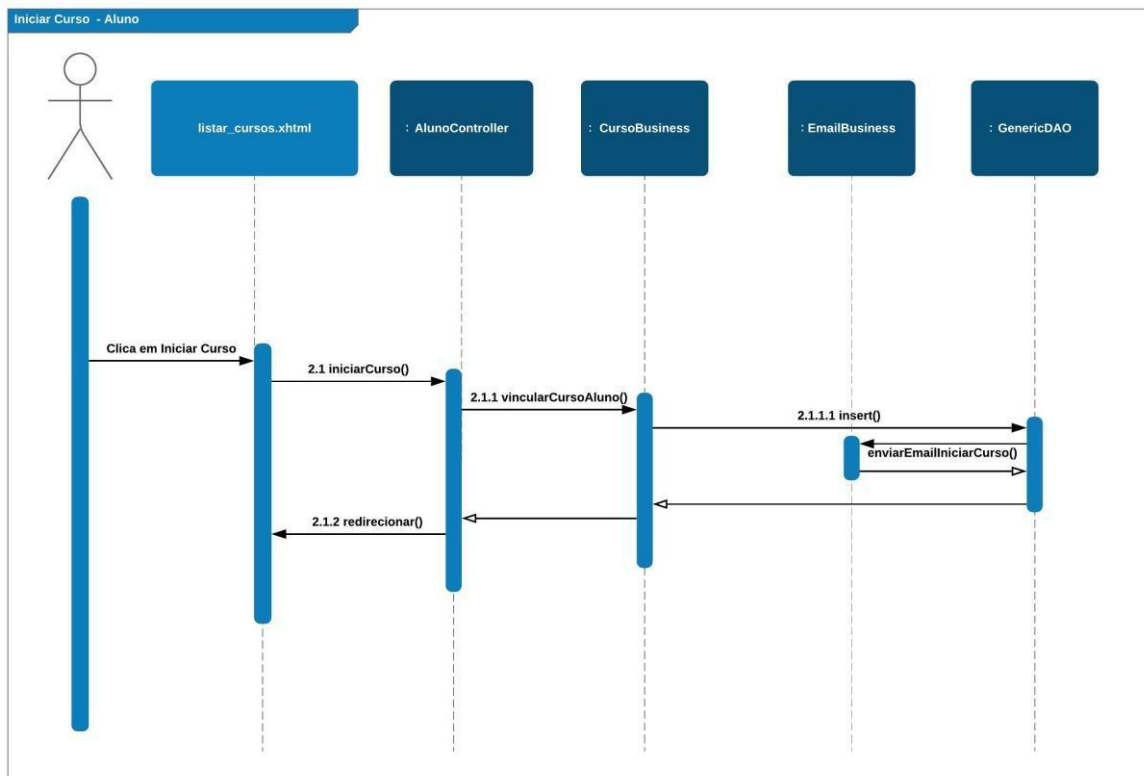 Iniciar Curso - Aluno
listar_cursos.xhtml
: AlunoController
: CursoBusiness
: EmailBusiness
: GenericDAO
Clica em Iniciar Curso
2.1 iniciarCurso()
2.1.1 vincularCursoAluno()
2.1.1.1 insert()
enviarEmailIniciarCurso()
2.1.2 redirecionar()